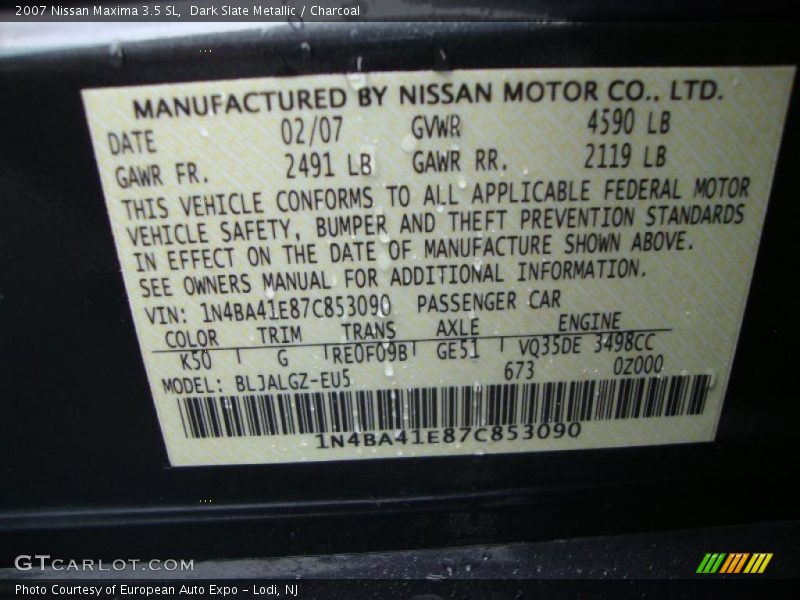 2007 Nissan Maxima 3.5 SL, Dark Slate Metallic / Charcoal
MANUFACTURED BY NISSAN MOTOR CO., LTD.
DATE 02/07 GVWR 4590 LB
GAWR FR. 2491 LB GAWR RR. 2119 LB
THIS VEHICLE CONFORMS TO ALL APPLICABLE FEDERAL MOTOR
VEHICLE SAFETY, BUMPER AND THEFT PREVENTION STANDARDS
IN EFFECT ON THE DATE OF MANUFACTURE SHOWN ABOVE.
SEE OWNERS MANUAL FOR ADDITIONAL INFORMATION.
VIN: 1N4BA41E87C853090 PASSENGER CAR
COLOR TRIM TRANS AXLE ENGINE
K50 G RE0F09B GE51 VQ35DE 3498CC
673 0Z000
MODEL: BLJALGZ-EU5
1N4BA41E87C853090
GTCARLOT.COM
Photo Courtesy of European Auto Expo - Lodi, NJ